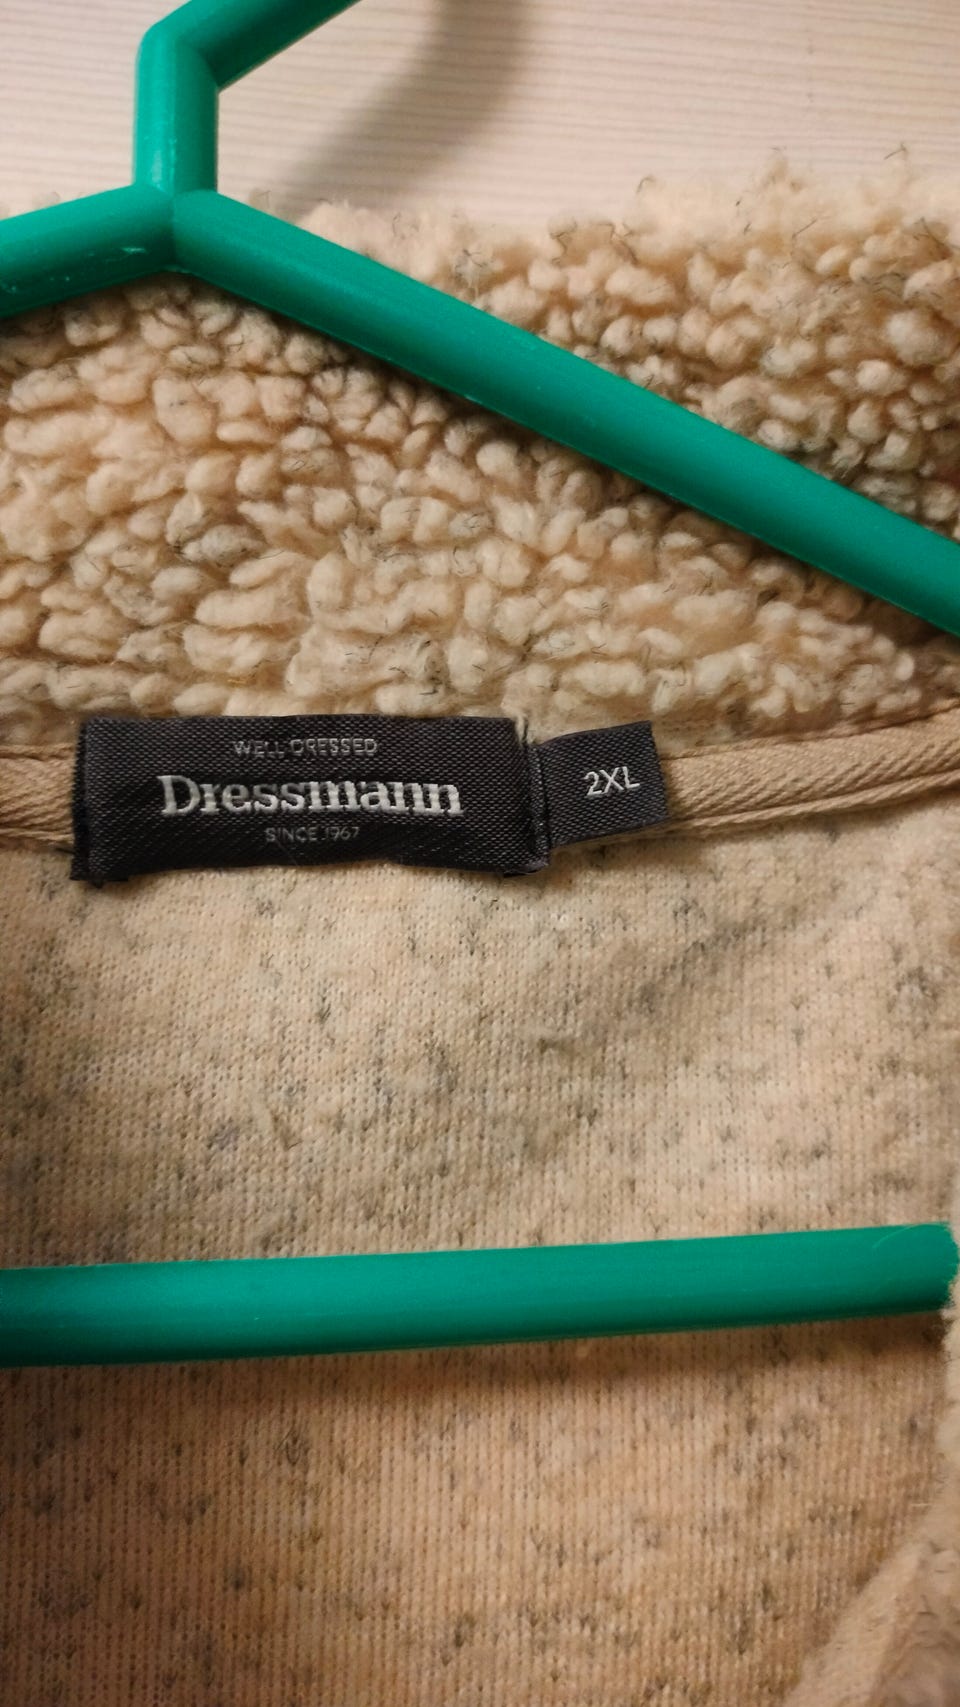 WELL DRESSED
Dressmann
SINCE 1967
2XL